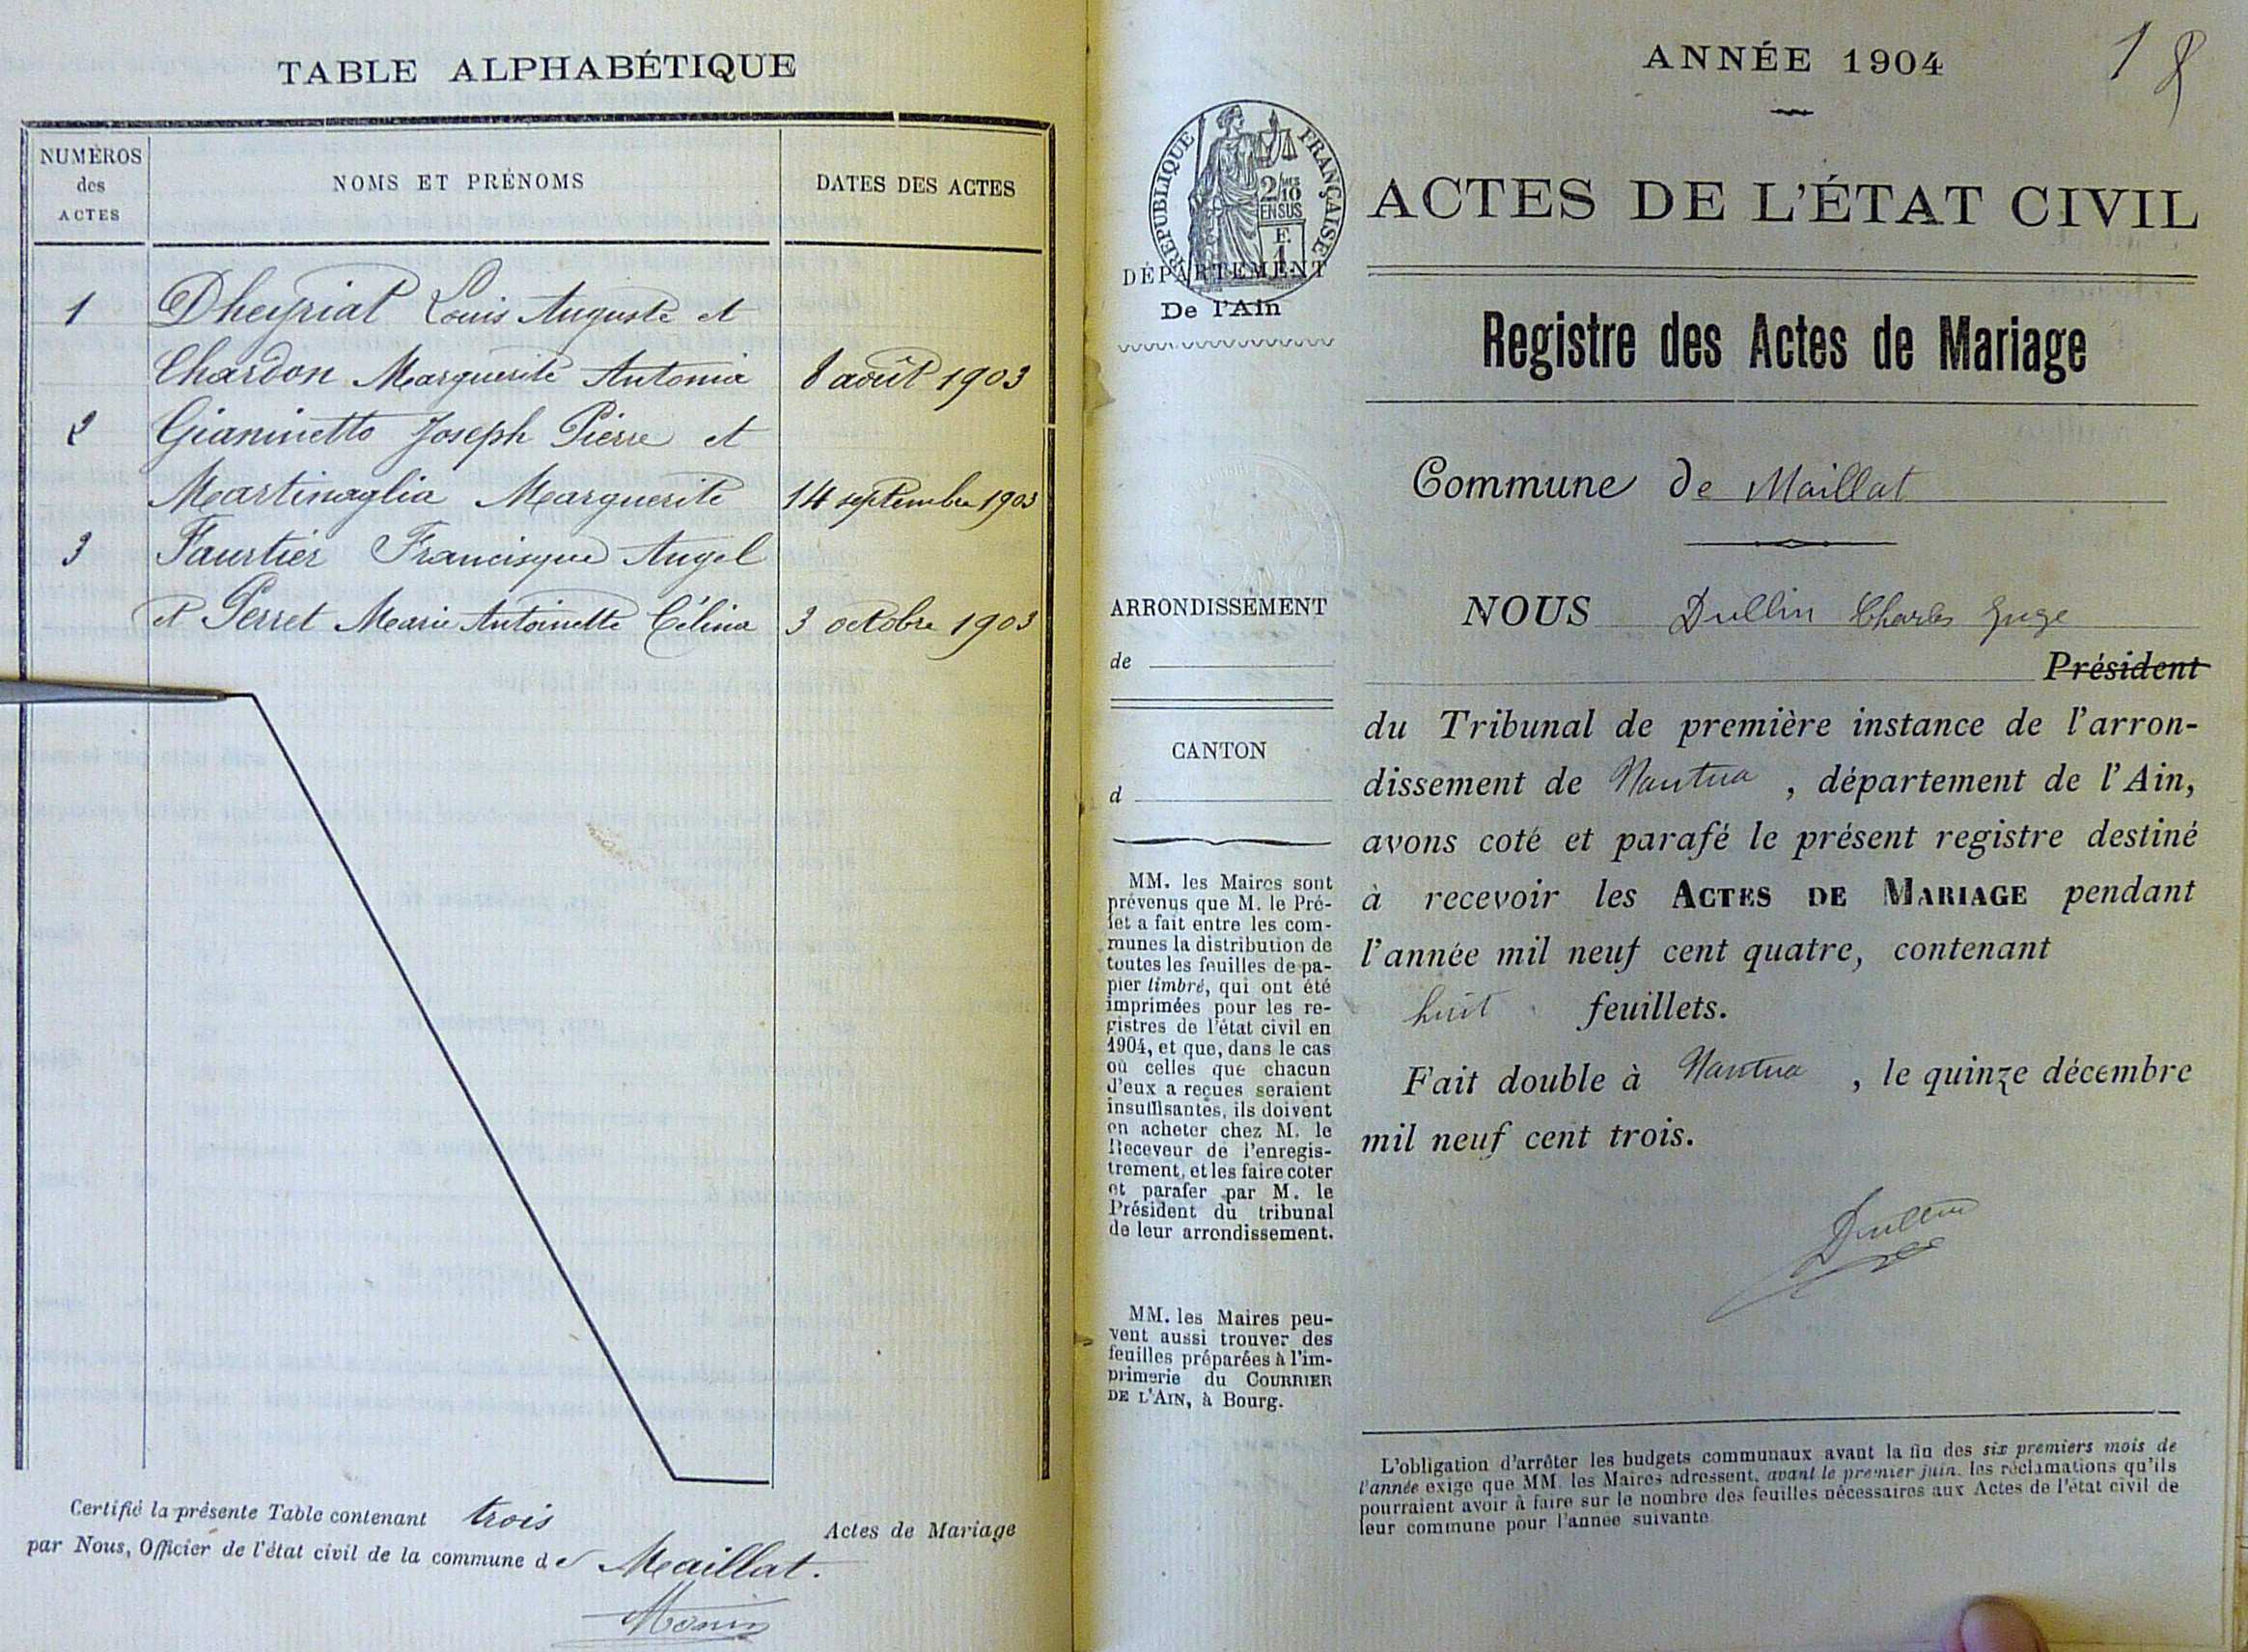 TABLE ALPHABÉTIQUE
NUMÉROS
des
ACTES
NOMS ET PRÉNOMS
DATES DES ACTES
1 Dheyriat Louis Auguste et
Chardon Marguerite Antonia 8 août 1903
2 Gianinetto Joseph Pierre et
Martinaglia Marguerite 14 septembre 1903
3 Faurtier Francisque Angel
et Perret Marie Antoinette Célina 3 octobre 1903
Certifié la présente Table contenant trois Actes de Mariage
par Nous, Officier de l'état civil de la commune de Maillat.
Monin
ANNÉE 1904
1
RÉPUBLIQUE FRANÇAISE
2/10
EN SUS
DÉPARTEMENT
De l'Ain
ACTES DE L'ÉTAT CIVIL
Registre des Actes de Mariage
Commune de Maillat
ARRONDISSEMENT
de
CANTON
d
MM. les Maires sont
prévenus que M. le Pré-
fet a fait entre les com-
munes la distribution de
toutes les feuilles de pa-
pier timbré, qui ont été
imprimées pour les re-
gistres de l'état civil en
1904, et que, dans le cas
où celles que chacun
d'eux a reçues seraient
insuffisantes, ils doivent
en acheter chez M. le
Receveur de l'enregis-
trement, et les faire coter
et parafer par M. le
Président du tribunal
de leur arrondissement.
MM. les Maires peu-
vent aussi trouver des
feuilles préparées à l'im-
primerie du COURRIER
DE L'AIN, à Bourg.
NOUS Dullin Charles Juge
Président
du Tribunal de première instance de l'arron-
dissement de Nantua, département de l'Ain,
avons coté et parafé le présent registre destiné
à recevoir les ACTES DE MARIAGE pendant
l'année mil neuf cent quatre, contenant
huit feuillets.
Fait double à Nantua, le quinze décembre
mil neuf cent trois.
Dullin
L'obligation d'arrêter les budgets communaux avant la fin des six premiers mois de
l'année exige que MM. les Maires adressent, avant le premier juin, les réclamations qu'ils
pourraient avoir à faire sur le nombre des feuilles nécessaires aux Actes de l'état civil de
leur commune pour l'année suivante.